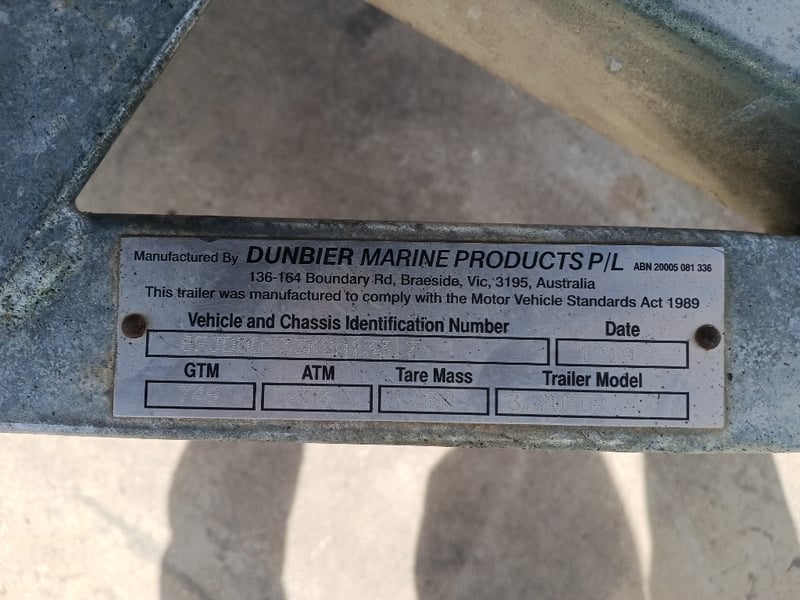 Manufactured By DUNBIER MARINE PRODUCTS P/L ABN 20005 081 336
136-164 Boundary Rd, Braeside, Vic, 3195, Australia
This trailer was manufactured to comply with the Motor Vehicle Standards Act 1989
Vehicle and Chassis Identification Number Date
GTM ATM Tare Mass Trailer Model